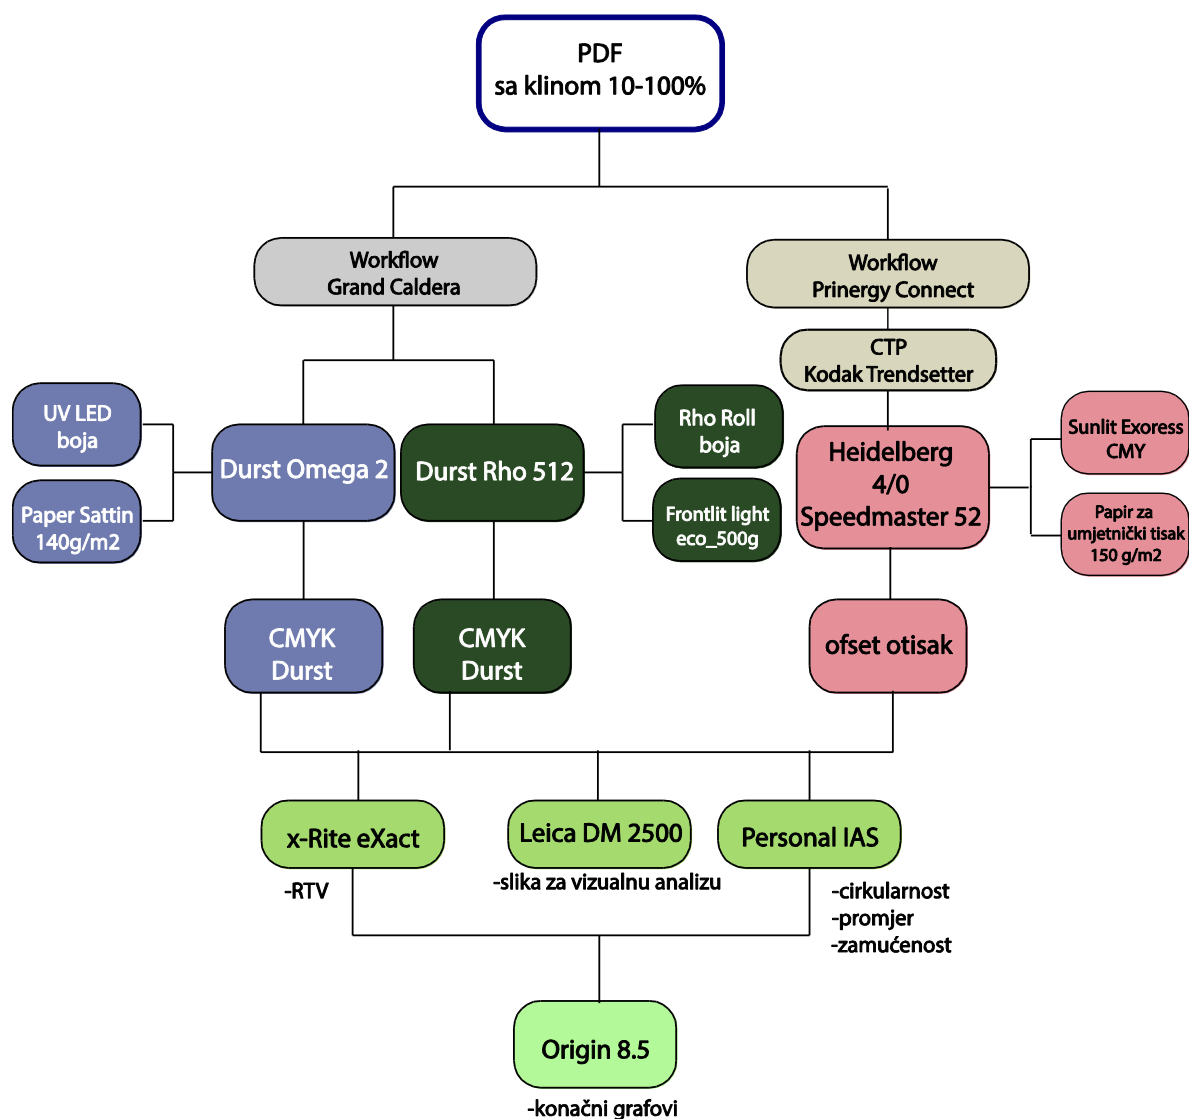 PDF
sa klinom 10-100%
Workflow
Grand Caldera
Workflow
Prinergy Connect
CTP
Kodak Trendsetter
UV LED
boja
Paper Sattin
140g/m2
Durst Omega 2
Durst Rho 512
Rho Roll
boja
Frontlit light
eco_500g
Heidelberg
4/0
Speedmaster 52
Sunlit Exoress
CMY
Papir za
umjetnički tisak
150 g/m2
CMYK
Durst
CMYK
Durst
ofset otisak
x-Rite eXact
-RTV
Leica DM 2500
-slika za vizualnu analizu
Personal IAS
-cirkularnost
-promjer
-zamućenost
Origin 8.5
-konačni grafovi